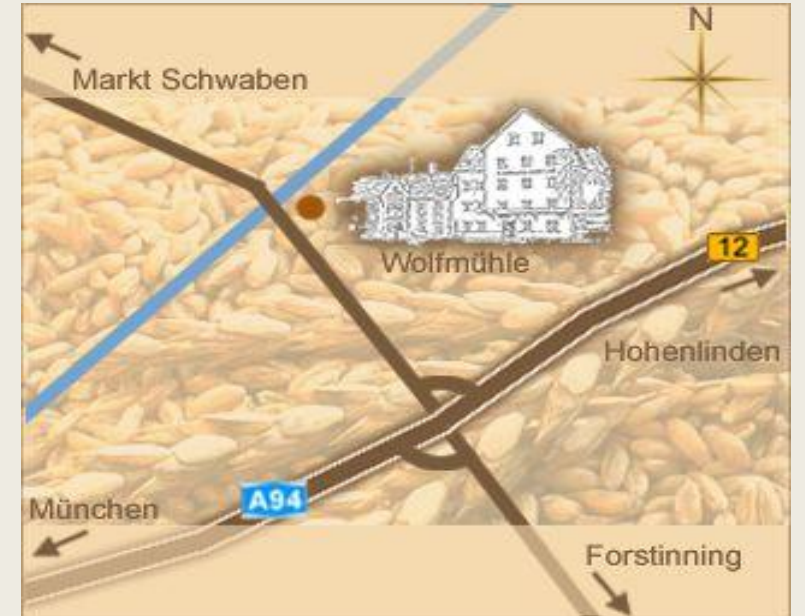 N
Markt Schwaben
Wolfmühle
12
Hohenlinden
A94
München
Forstinning